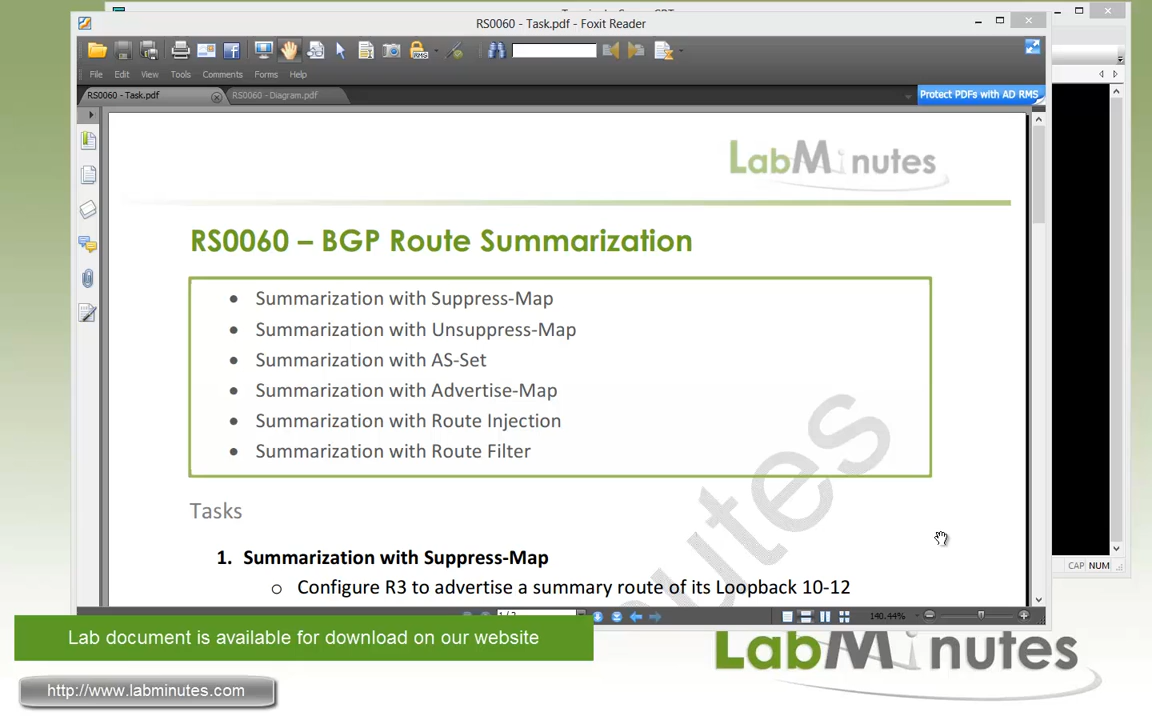 RS0060 - Task.pdf - Foxit Reader
File Edit View Tools Comments Forms Help
RS0060 - Task.pdf RS0060 - Diagram.pdf Protect PDFs with AD RMS
LabMinutes
RS0060 – BGP Route Summarization
• Summarization with Suppress-Map
• Summarization with Unsuppress-Map
• Summarization with AS-Set
• Summarization with Advertise-Map
• Summarization with Route Injection
• Summarization with Route Filter
Tasks
1. Summarization with Suppress-Map
o Configure R3 to advertise a summary route of its Loopback 10-12
CAP NUM
140.44%
Lab document is available for download on our website
LabMinutes
http://www.labminutes.com